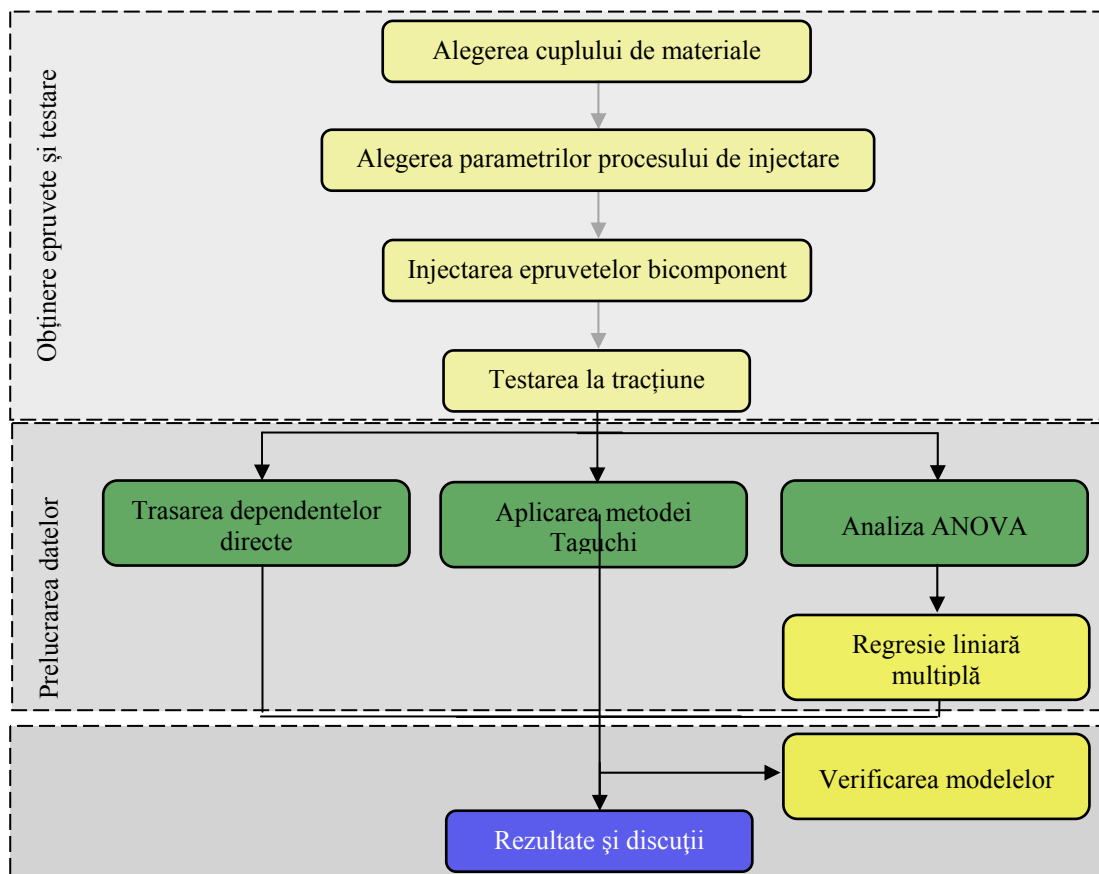 Obținere epruvete și testare
Alegerea cuplului de materiale
Alegerea parametrilor procesului de injectare
Injectarea epruvetelor bicomponent
Testarea la tracțiune
Prelucrarea datelor
Trasarea dependentelor
directe
Aplicarea metodei
Taguchi
Analiza ANOVA
Regresie liniară
multiplă
Verificarea modelelor
Rezultate şi discuţii